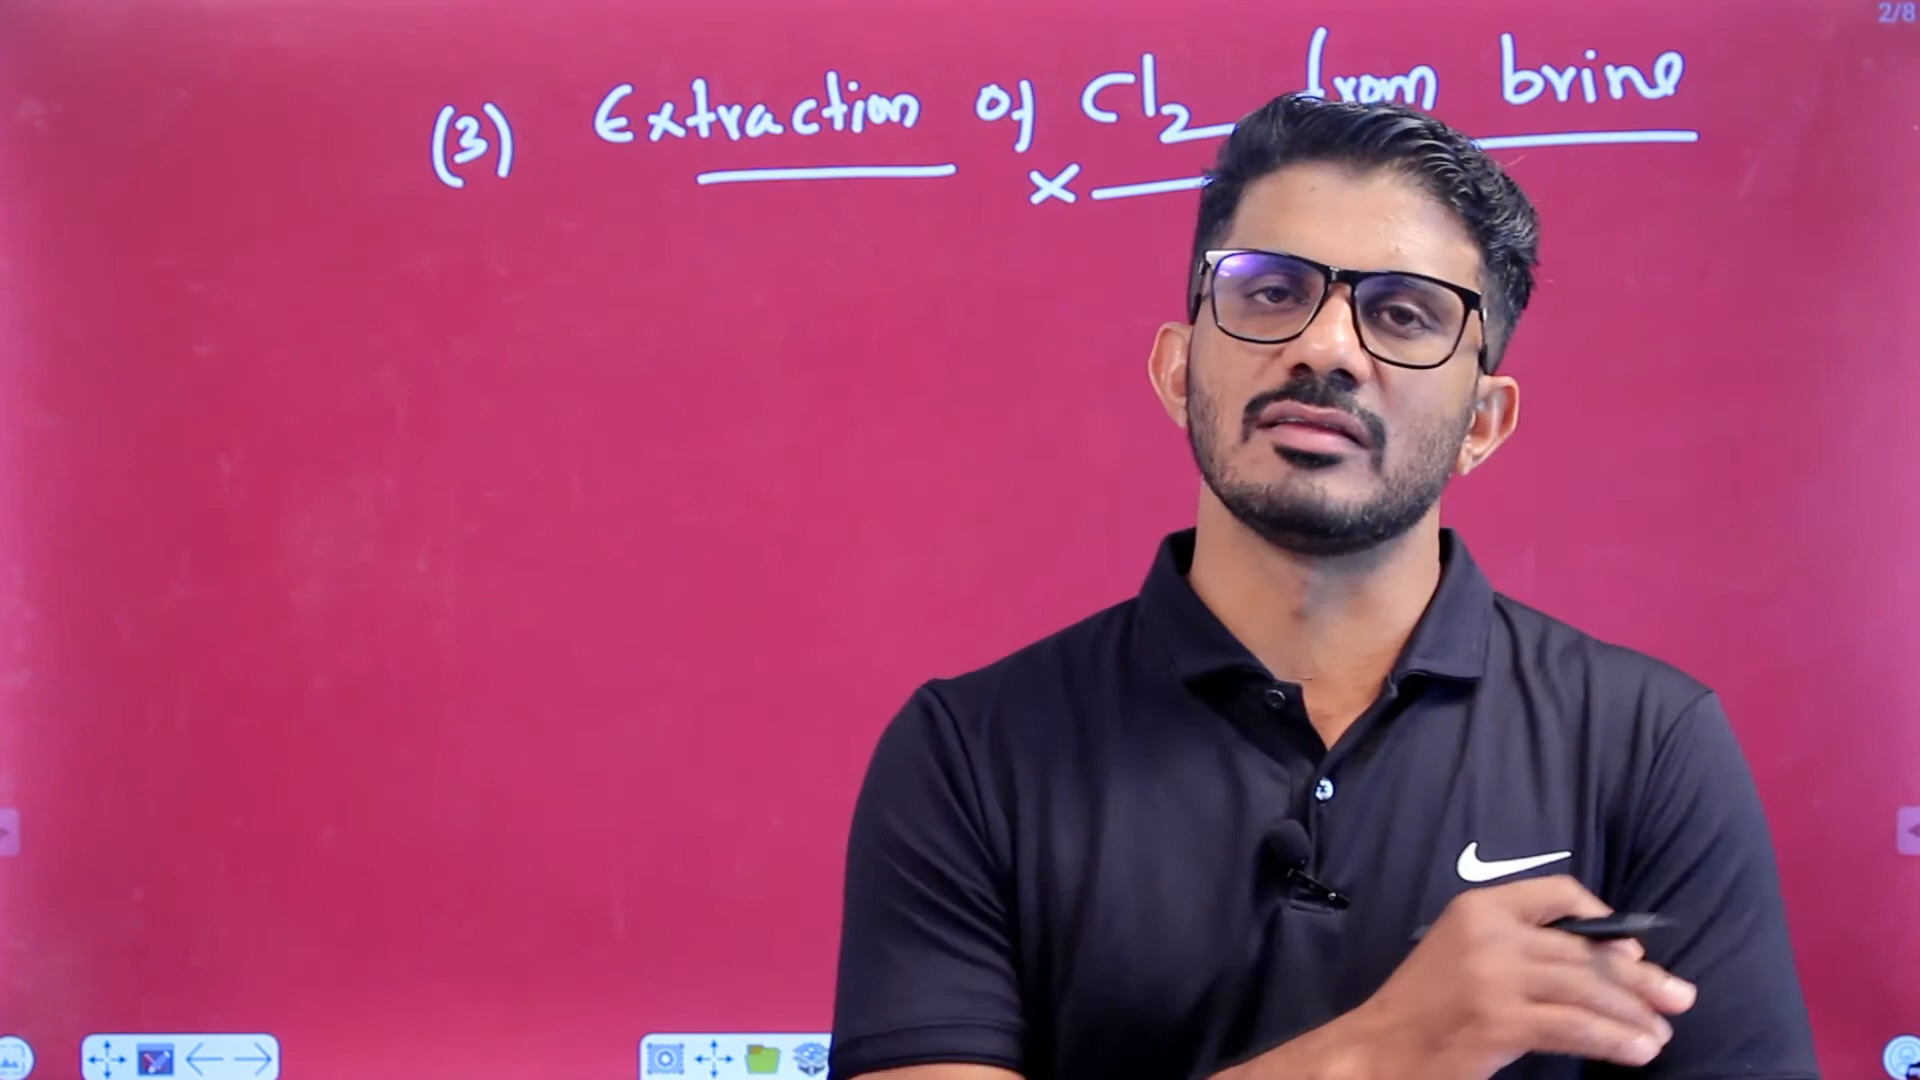 2/8
(3) Extraction of Cl₂ from brine